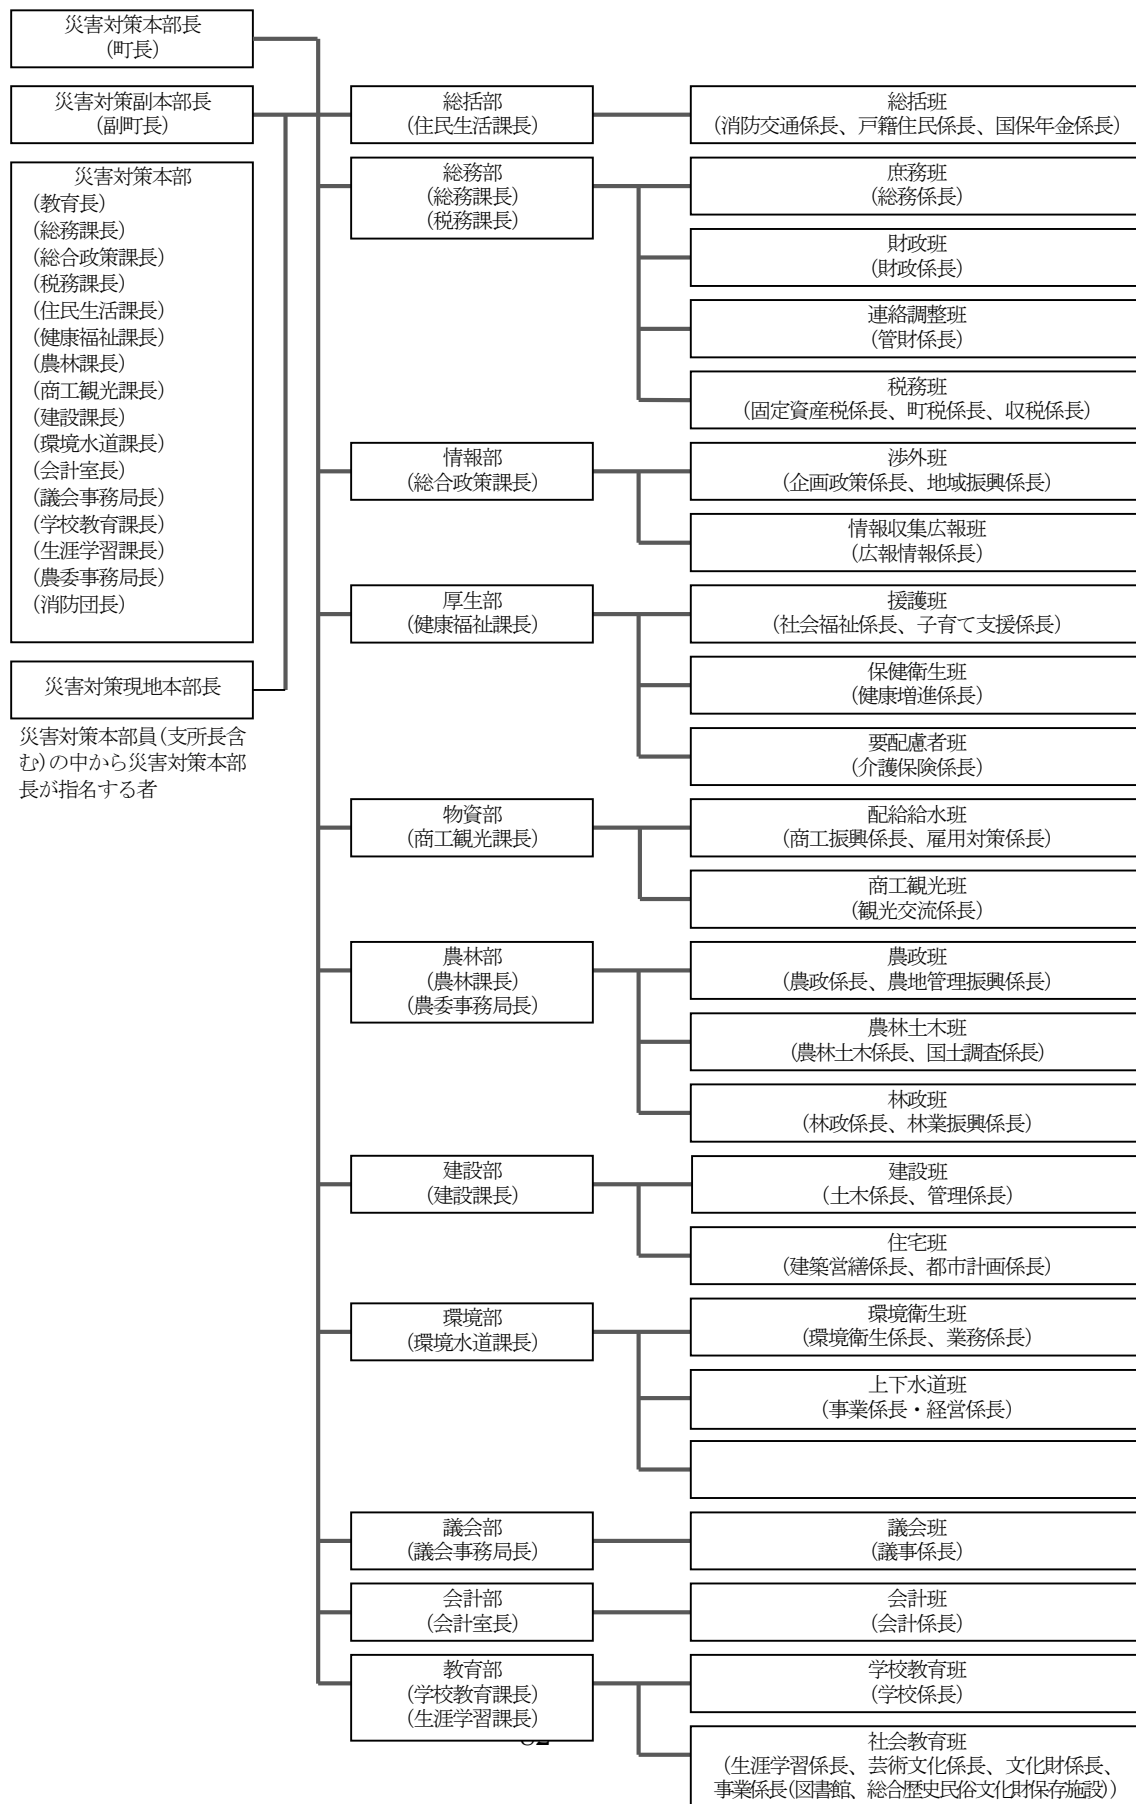 災害対策本部長
(町長)
災害対策副本部長
(副町長)
災害対策本部
(教育長)
(総務課長)
(総合政策課長)
(税務課長)
(住民生活課長)
(健康福祉課長)
(農林課長)
(商工観光課長)
(建設課長)
(環境水道課長)
(会計室長)
(議会事務局長)
(学校教育課長)
(生涯学習課長)
(農委事務局長)
(消防団長)
災害対策現地本部長
災害対策本部員(支所長含
む)の中から災害対策本部
長が指名する者
総括部
(住民生活課長)
総括班
(消防交通係長、戸籍住民係長、国保年金係長)
総務部
(総務課長)
(税務課長)
庶務班
(総務係長)
財政班
(財政係長)
連絡調整班
(管財係長)
税務班
(固定資産税係長、町税係長、収税係長)
情報部
(総合政策課長)
渉外班
(企画政策係長、地域振興係長)
情報収集広報班
(広報情報係長)
厚生部
(健康福祉課長)
援護班
(社会福祉係長、子育て支援係長)
保健衛生班
(健康増進係長)
要配慮者班
(介護保険係長)
物資部
(商工観光課長)
配給給水班
(商工振興係長、雇用対策係長)
商工観光班
(観光交流係長)
農林部
(農林課長)
(農委事務局長)
農政班
(農政係長、農地管理振興係長)
農林土木班
(農林土木係長、国土調査係長)
林政班
(林政係長、林業振興係長)
建設部
(建設課長)
建設班
(土木係長、管理係長)
住宅班
(建築営繕係長、都市計画係長)
環境部
(環境水道課長)
環境衛生班
(環境衛生係長、業務係長)
上下水道班
(事業係長・経営係長)
議会部
(議会事務局長)
議会班
(議事係長)
会計部
(会計室長)
会計班
(会計係長)
教育部
(学校教育課長)
(生涯学習課長)
学校教育班
(学校係長)
社会教育班
(生涯学習係長、芸術文化係長、文化財係長、
事業係長(図書館、総合歴史民俗文化財保存施設))